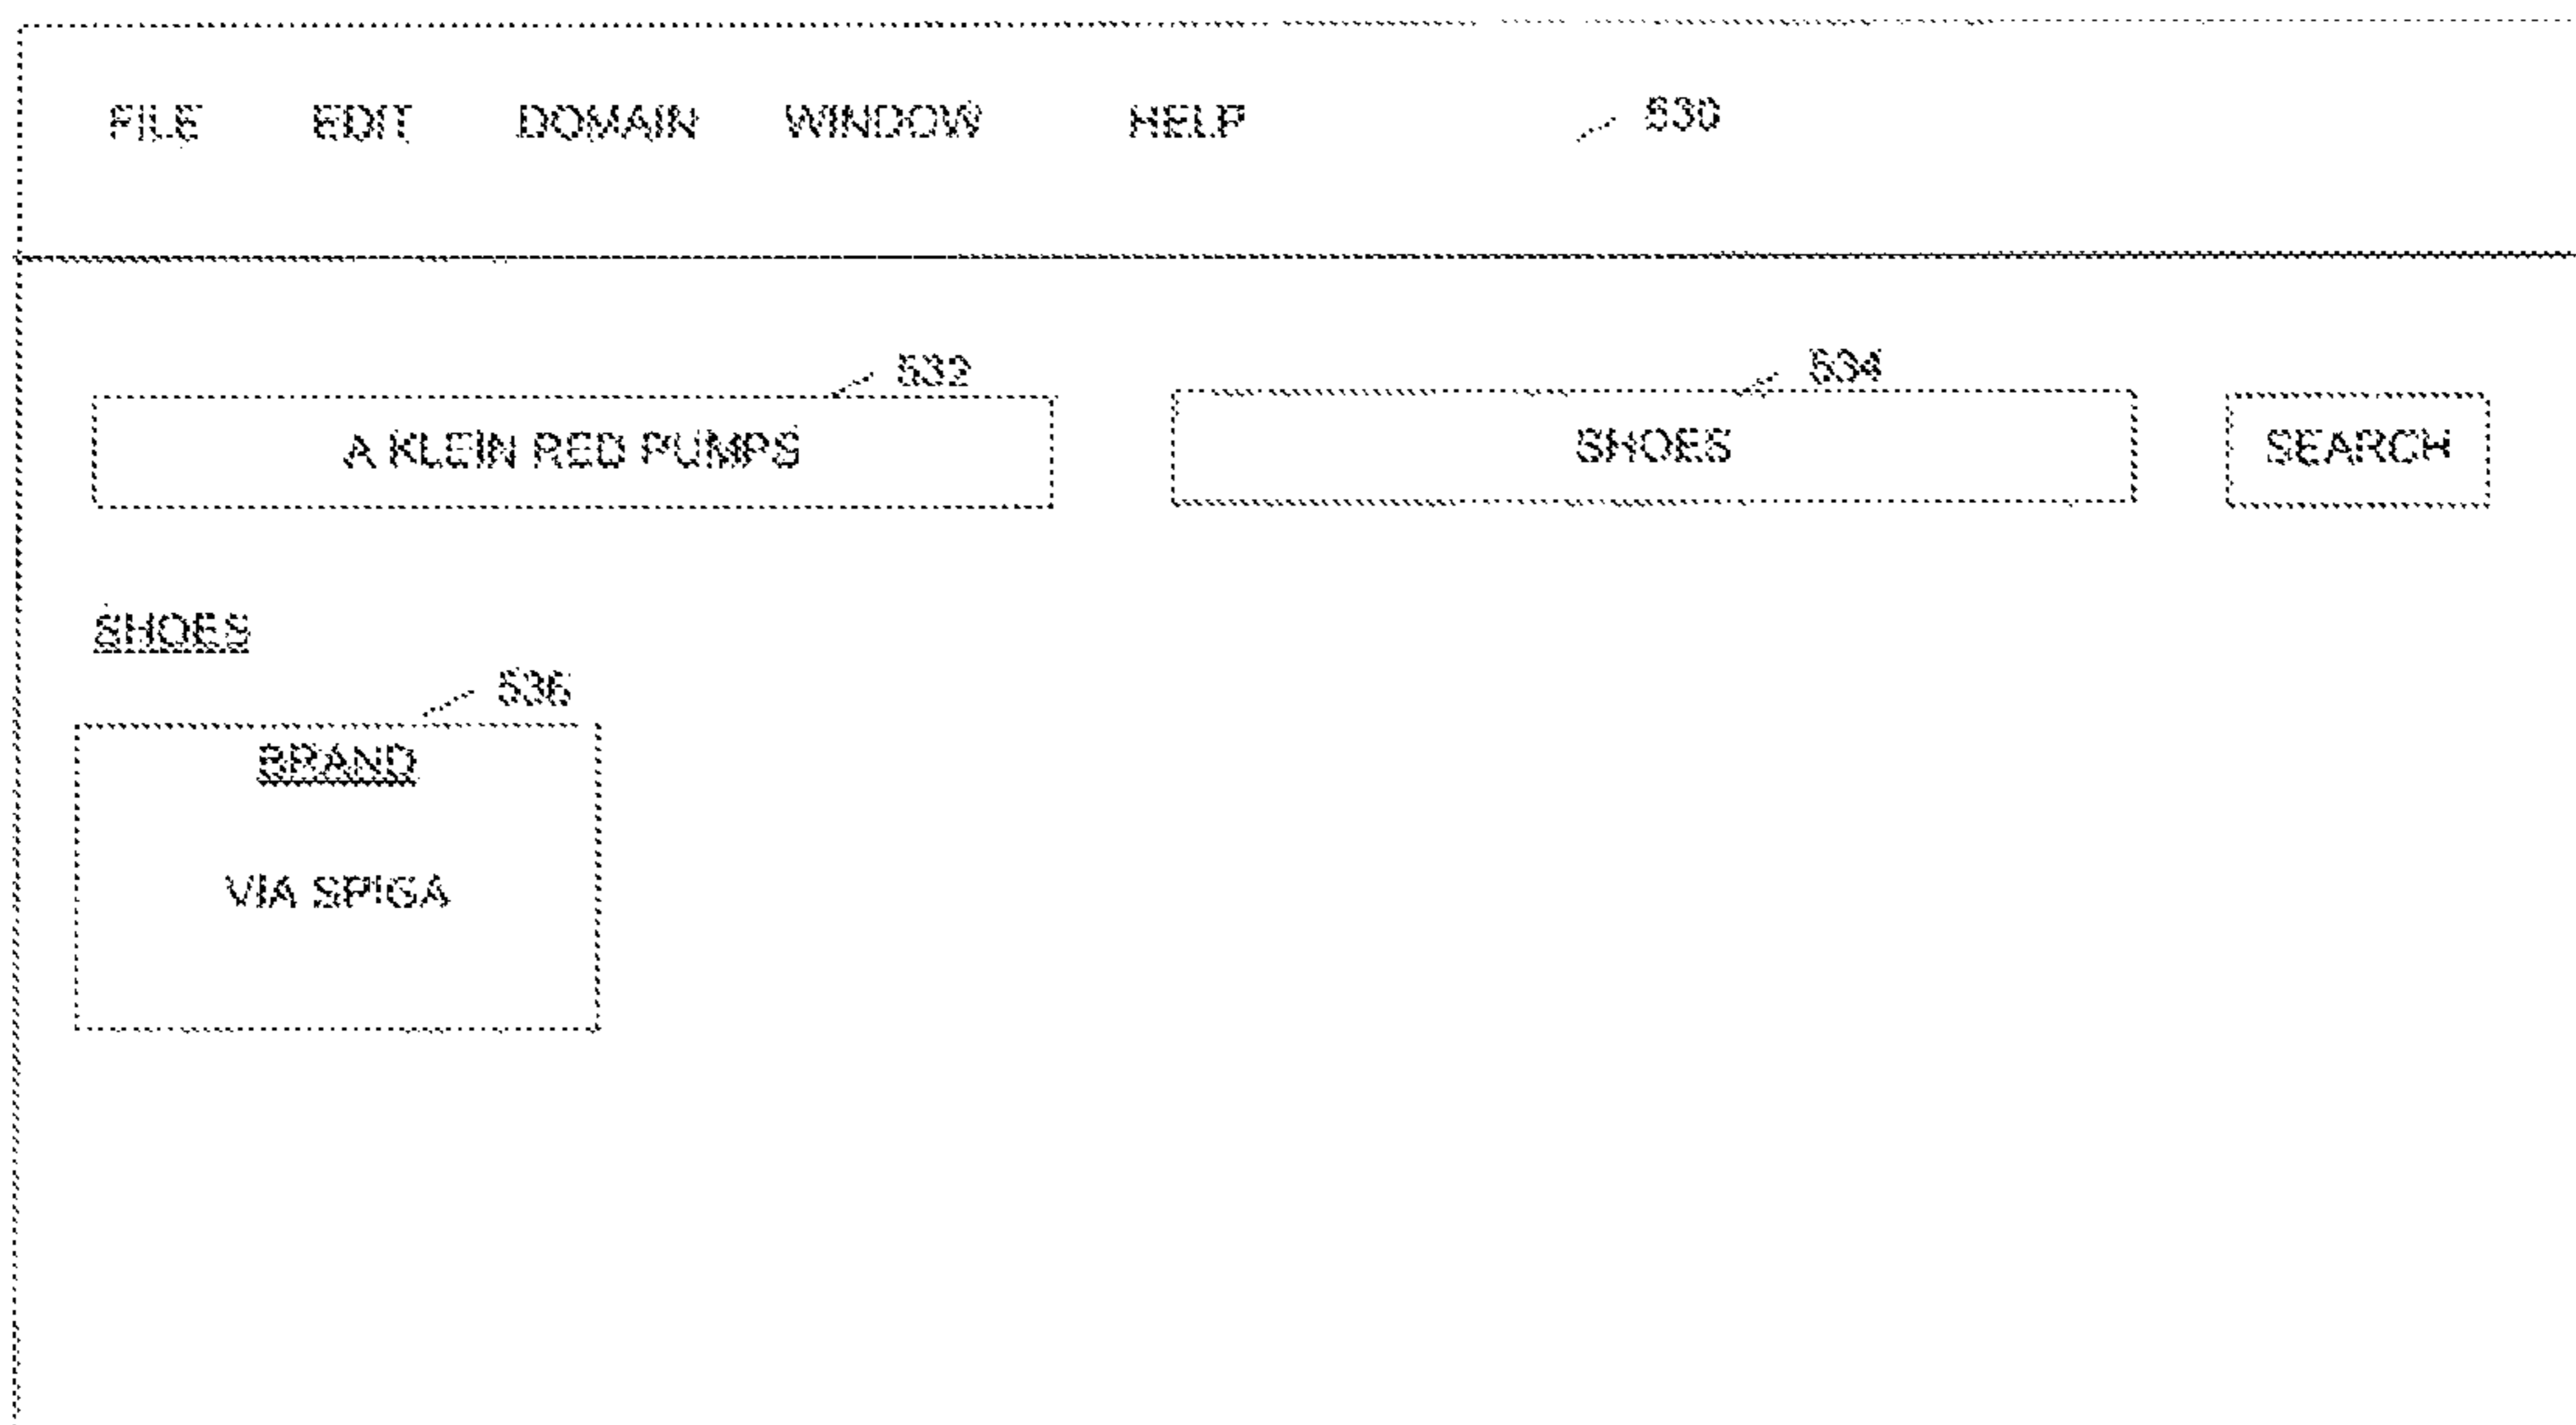 FILE EDIT DOMAIN WINDOW HELP 530
532 534
A KLEIN RED PUMPS SHOES SEARCH
SHOES
536
BRAND
VIA SPIGA